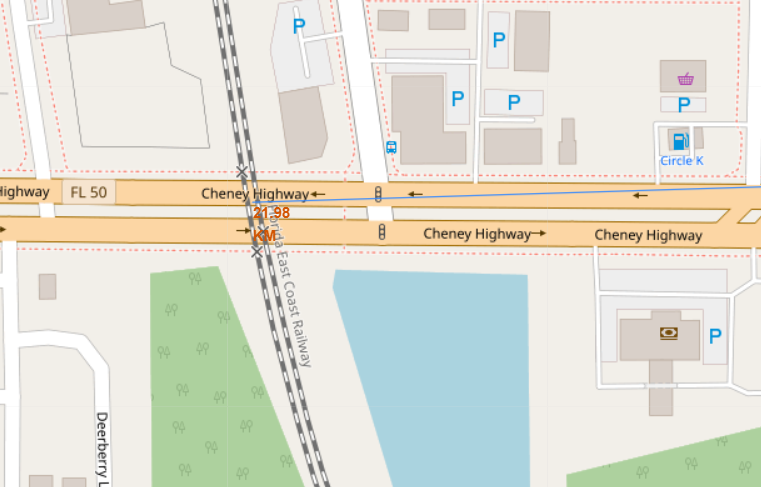 P
P
P
P
P
Circle K
Highway
FL 50
Cheney Highway
21.98
KM
Cheney Highway
Cheney Highway
Florida East Coast Railway
P
Deerberry L